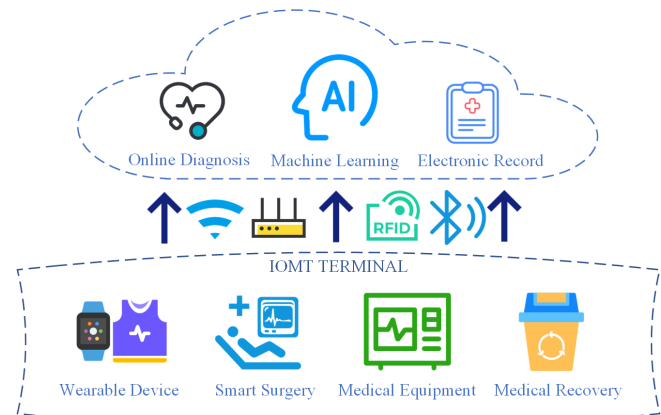 AI
Online Diagnosis
Machine Learning
Electronic Record
RFID
IOMT TERMINAL
Wearable Device
Smart Surgery
Medical Equipment
Medical Recovery